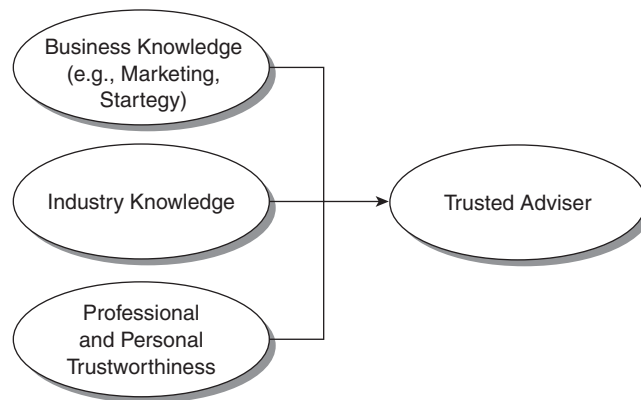 Business Knowledge
(e.g., Marketing,
Startegy)
Industry Knowledge
Trusted Adviser
Professional
and Personal
Trustworthiness